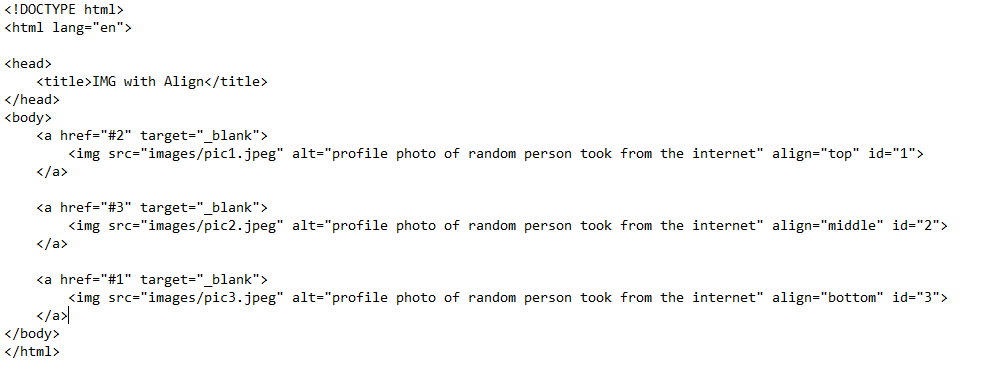 <!DOCTYPE html>
<html lang="en">

<head>
    <title>IMG with Align</title>
</head>
<body>
    <a href="#2" target="_blank">
        <img src="images/pic1.jpeg" alt="profile photo of random person took from the internet" align="top" id="1">
    </a>

    <a href="#3" target="_blank">
        <img src="images/pic2.jpeg" alt="profile photo of random person took from the internet" align="middle" id="2">
    </a>

    <a href="#1" target="_blank">
        <img src="images/pic3.jpeg" alt="profile photo of random person took from the internet" align="bottom" id="3">
    </a>
</body>
</html>